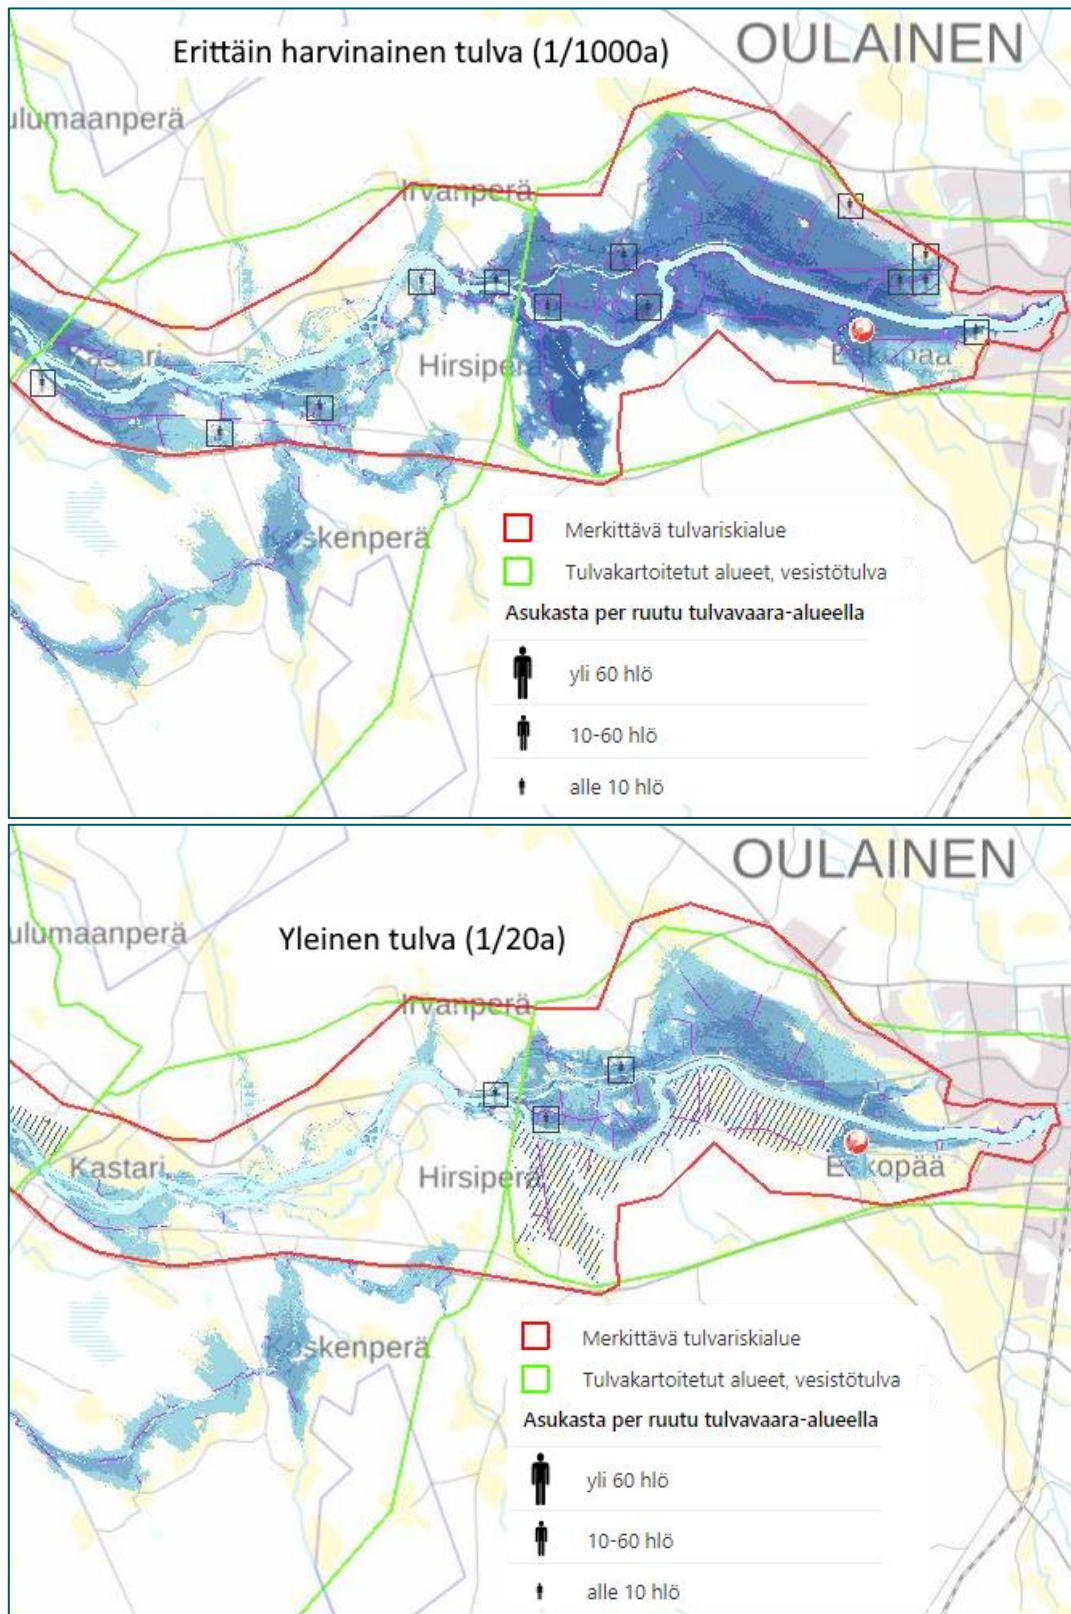 Erittäin harvinainen tulva (1/1000a)
OULAINEN
ulumaanperä
Irvanperä
Kastari
Hirsiperä
Eskopää
Koskenperä
Merkittävä tulvariskialue
Tulvakartoitetut alueet, vesistötulva
Asukasta per ruutu tulvavaara-alueella
yli 60 hlö
10-60 hlö
alle 10 hlö
OULAINEN
Yleinen tulva (1/20a)
ulumaanperä
Irvanperä
Kastari
Hirsiperä
Eskopää
Koskenperä
Merkittävä tulvariskialue
Tulvakartoitetut alueet, vesistötulva
Asukasta per ruutu tulvavaara-alueella
yli 60 hlö
10-60 hlö
alle 10 hlö